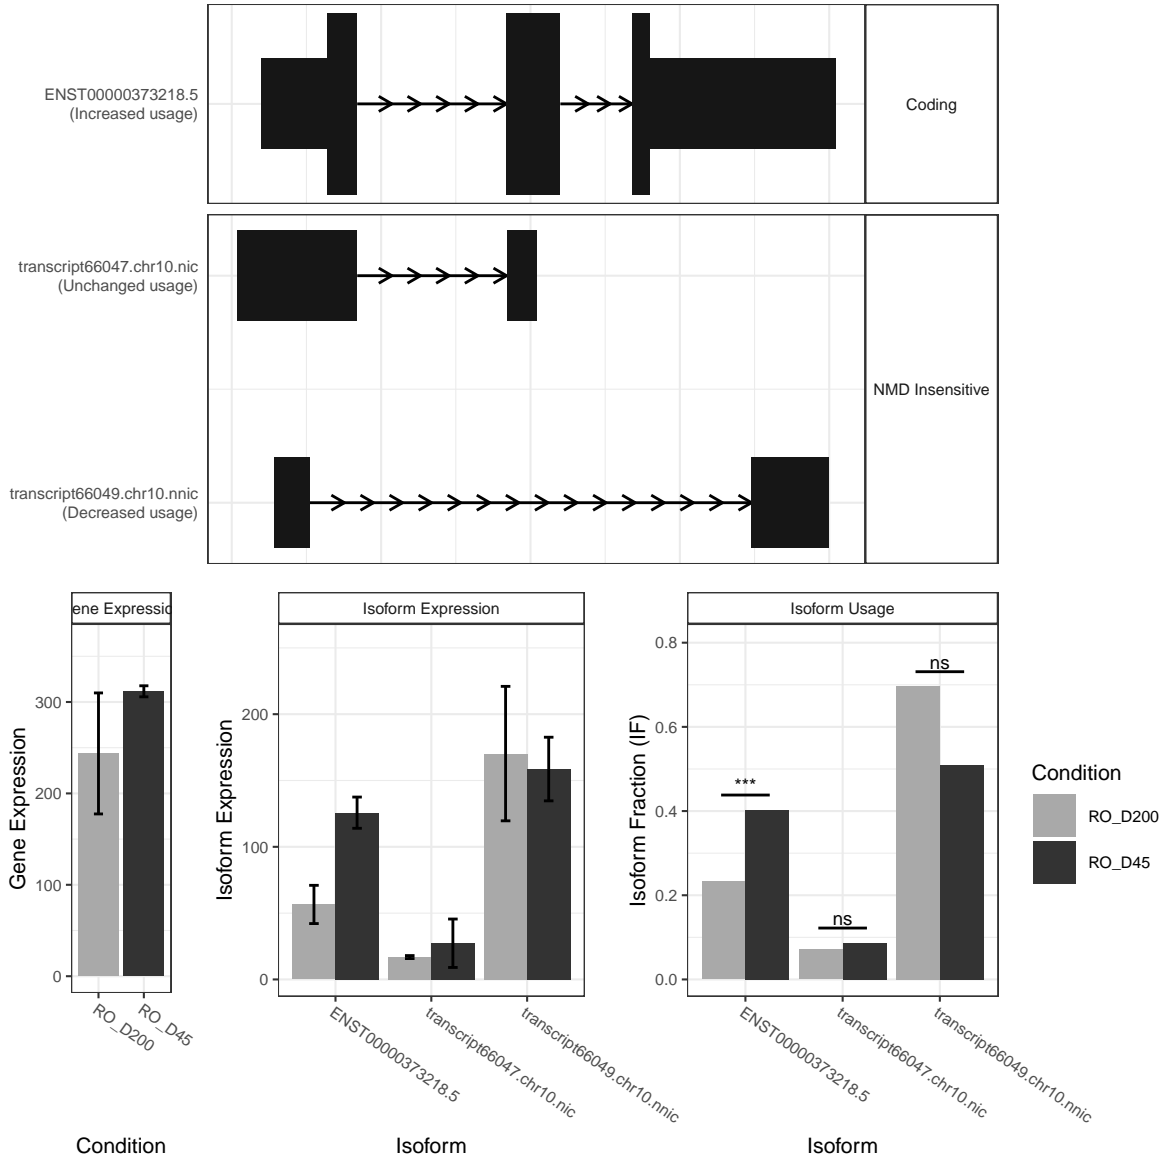 ENST00000373218.5
(Increased usage)
Coding
transcript66047.chr10.nic
(Unchanged usage)
NMD Insensitive
transcript66049.chr10.nnic
(Decreased usage)
ene Expressio
Gene Expression
300
200
100
0
RO_D200
RO_D45
Condition
Isoform Expression
Isoform Expression
200
100
0
ENST00000373218.5
transcript66047.chr10.nic
transcript66049.chr10.nnic
Isoform
Isoform Usage
Isoform Fraction (IF)
0.8
0.6
0.4
0.2
0.0
***
ns
ns
ENST00000373218.5
transcript66047.chr10.nic
transcript66049.chr10.nnic
Isoform
Condition
RO_D200
RO_D45